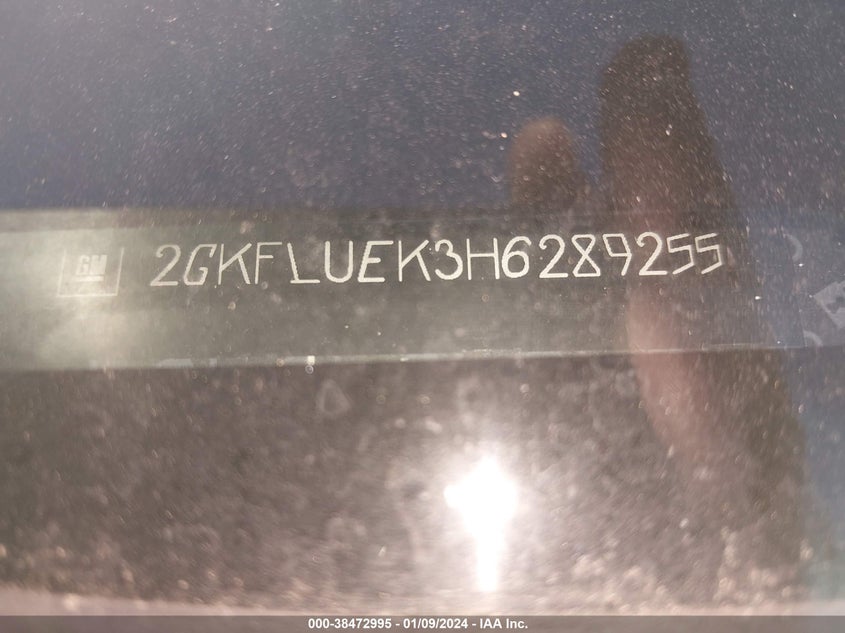 GM
2GKFLUEK3H6289255
000-38472995 - 01/09/2024 - IAA Inc.